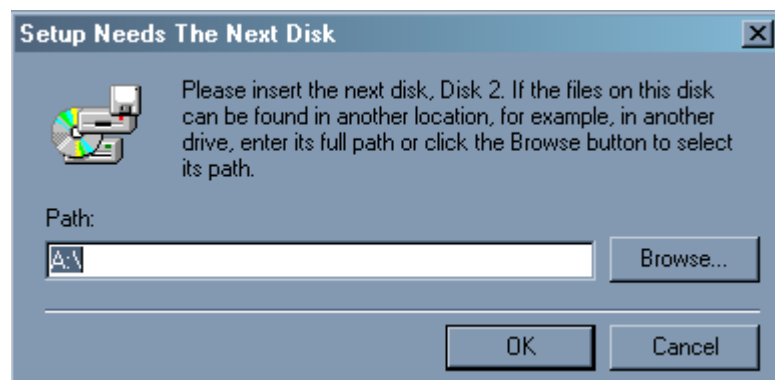 Setup Needs The Next Disk
Please insert the next disk, Disk 2. If the files on this disk
can be found in another location, for example, in another
drive, enter its full path or click the Browse button to select
its path.
Path:
A:\
Browse...
OK
Cancel